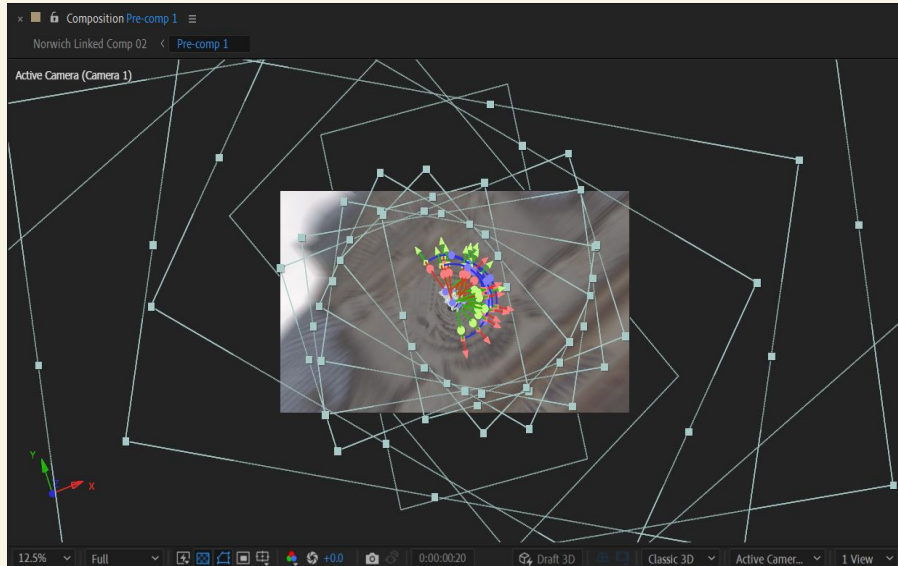 × Composition Pre-comp 1 ≡
Norwich Linked Comp 02 < Pre-comp 1
Active Camera (Camera 1)
Y
Z X
12.5% Full +0.0 0:00:00:20 Draft 3D Classic 3D Active Camer... 1 View